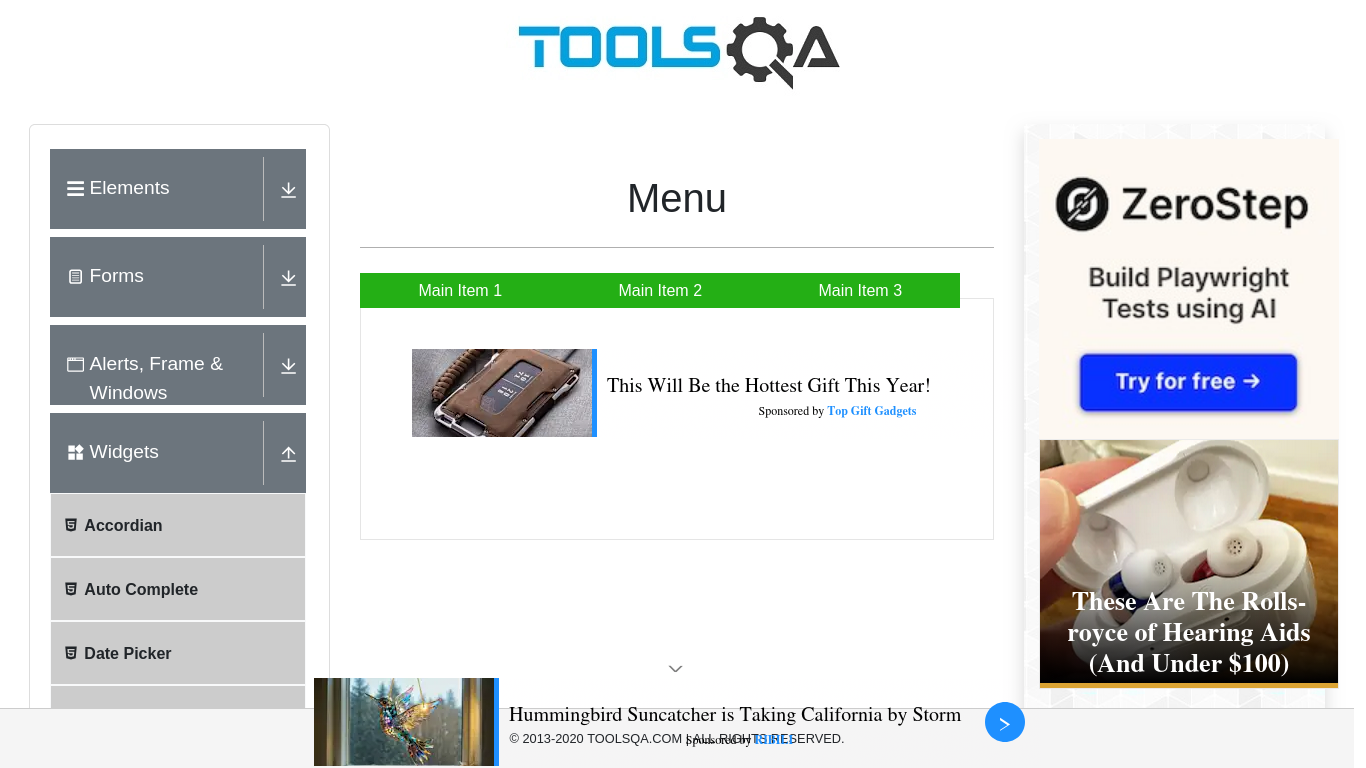 TOOLSQA
Elements
Forms
Alerts, Frame &
Windows
Widgets
Accordian
Auto Complete
Date Picker
Menu
Main Item 1
Main Item 2
Main Item 3
This Will Be the Hottest Gift This Year!
Sponsored by Top Gift Gadgets
ZeroStep
Build Playwright
Tests using AI
Try for free →
These Are The Rolls-
royce of Hearing Aids
(And Under $100)
Hummingbird Suncatcher is Taking California by Storm
© 2013-2020 TOOLSQA.COM | ALL RIGHTS RESERVED.
Sponsored by